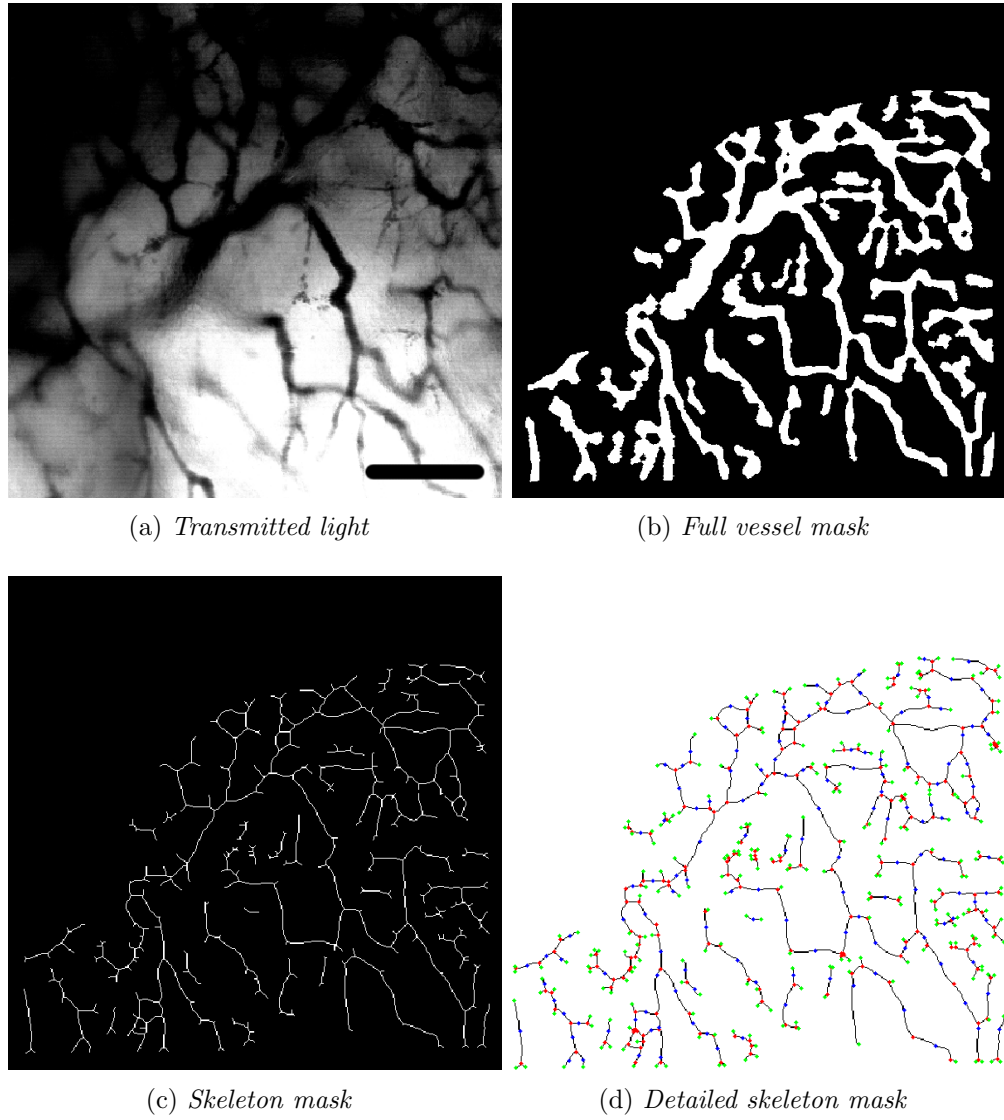 (a) Transmitted light
(b) Full vessel mask
(c) Skeleton mask
(d) Detailed skeleton mask